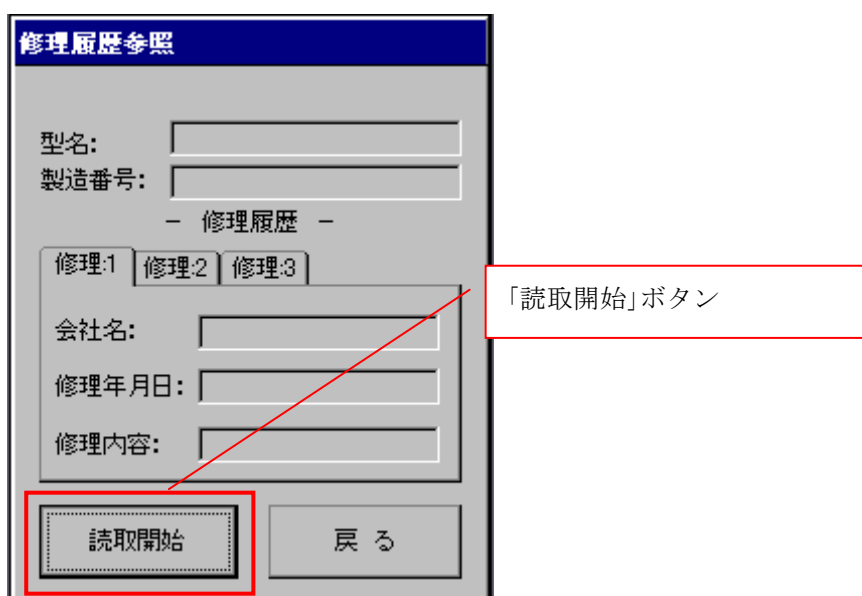 修理履歴参照
型名:
製造番号:
− 修理履歴 −
修理:1 修理:2 修理:3
会社名:
修理年月日:
修理内容:
読取開始 戻る
「読取開始」ボタン